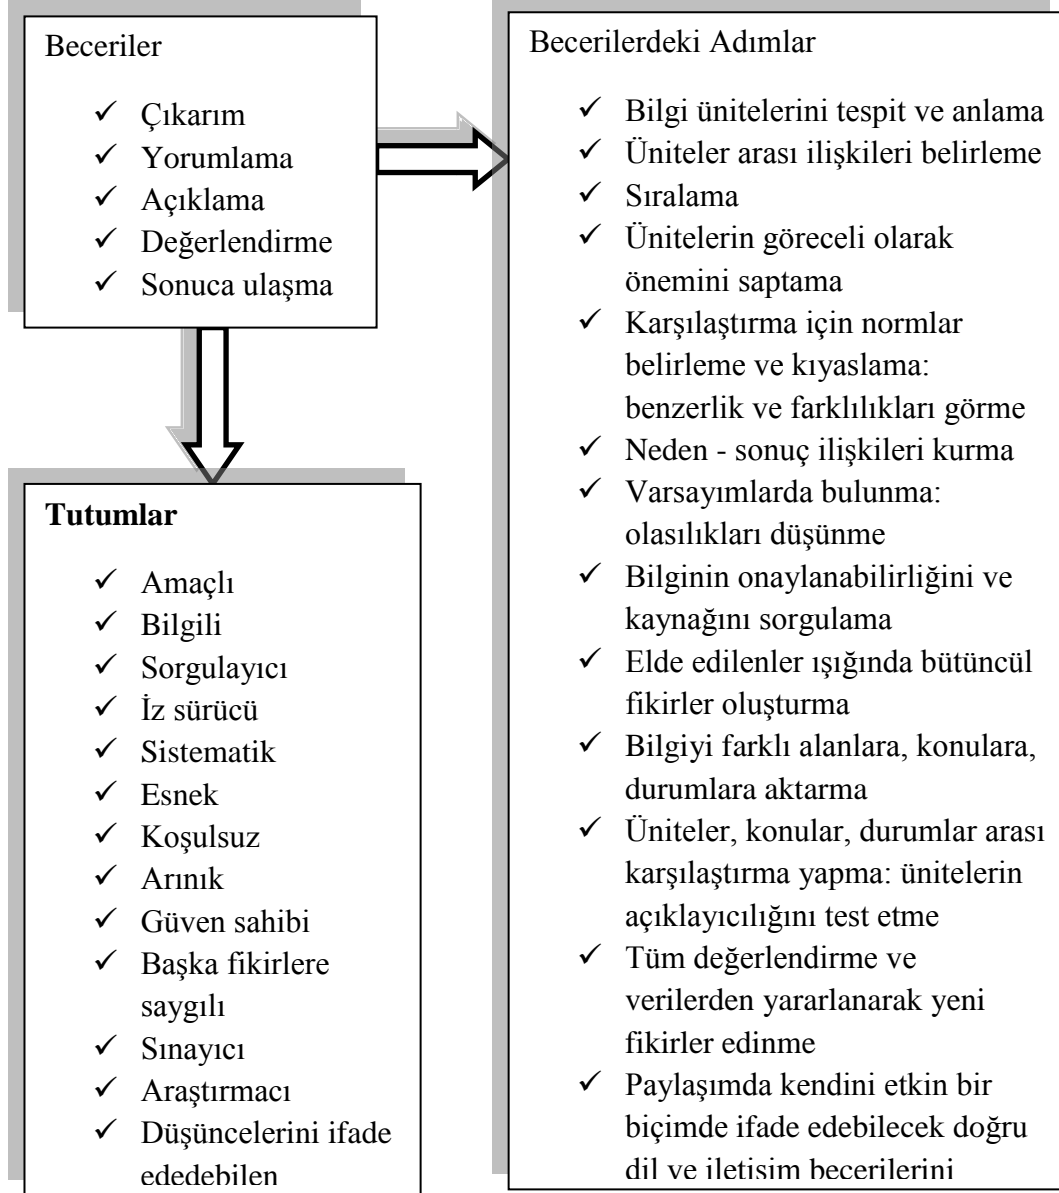 Beceriler
✓ Çıkarım
✓ Yorumlama
✓ Açıklama
✓ Değerlendirme
✓ Sonuca ulaşma
Becerilerdeki Adımlar
✓ Bilgi ünitelerini tespit ve anlama
✓ Üniteler arası ilişkileri belirleme
✓ Sıralama
✓ Ünitelerin göreceli olarak
önemini saptama
✓ Karşılaştırma için normlar
belirleme ve kıyaslama:
benzerlik ve farklılıkları görme
✓ Neden - sonuç ilişkileri kurma
✓ Varsayımlarda bulunma:
olasılıkları düşünme
✓ Bilginin onaylanabilirliğini ve
kaynağını sorgulama
✓ Elde edilenler ışığında bütüncül
fikirler oluşturma
✓ Bilgiyi farklı alanlara, konulara,
durumlara aktarma
✓ Üniteler, konular, durumlar arası
karşılaştırma yapma: ünitelerin
açıklayıcılığını test etme
✓ Tüm değerlendirme ve
verilerden yararlanarak yeni
fikirler edinme
✓ Paylaşımda kendini etkin bir
biçimde ifade edebilecek doğru
dil ve iletişim becerilerini
Tutumlar
✓ Amaçlı
✓ Bilgili
✓ Sorgulayıcı
✓ İz sürücü
✓ Sistematik
✓ Esnek
✓ Koşulsuz
✓ Arınık
✓ Güven sahibi
✓ Başka fikirlere
saygılı
✓ Sınayıcı
✓ Araştırmacı
✓ Düşüncelerini ifade
ededebilen